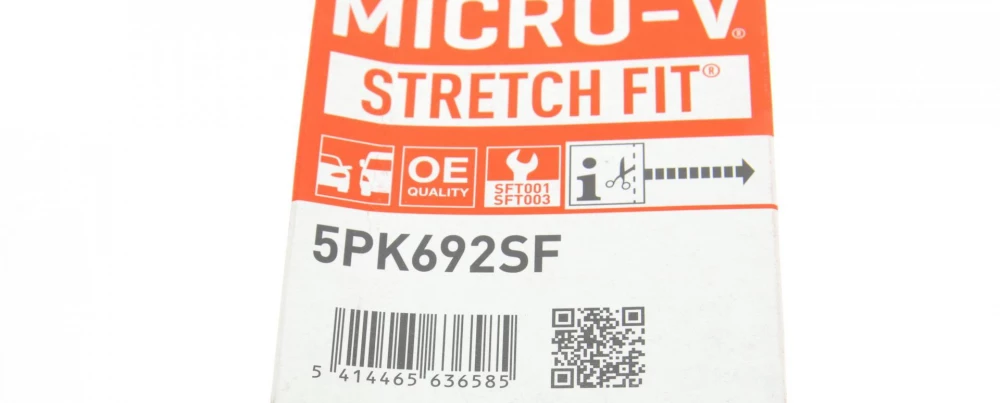 MICRO-V®
STRETCH FIT®
OE
QUALITY
SFT001
SFT003
i
5PK692SF
5 414465 636585